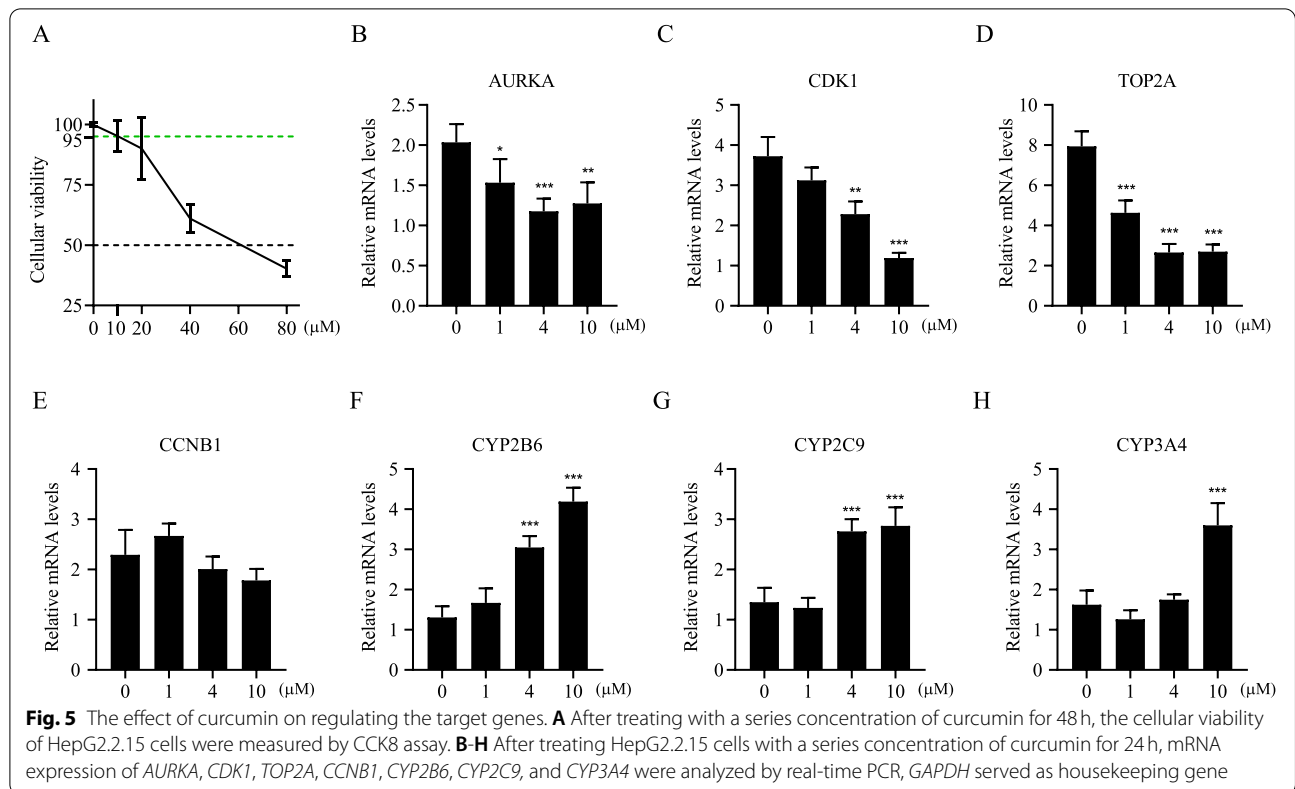 A
B
C
D
AURKA
CDK1
TOP2A
Cellular viability
100
95
75
50
25
0 10 20 40 60 80 (μM)
Relative mRNA levels
2.5
2.0
1.5
1.0
0.5
0.0
* *** **
0 1 4 10 (μM)
Relative mRNA levels
5
4
3
2
1
0
** ***
0 1 4 10 (μM)
Relative mRNA levels
10
8
6
4
2
0
*** *** ***
0 1 4 10 (μM)
E
F
G
H
CCNB1
CYP2B6
CYP2C9
CYP3A4
Relative mRNA levels
4
3
2
1
0
0 1 4 10 (μM)
Relative mRNA levels
5
4
3
2
1
0
*** ***
0 1 4 10 (μM)
Relative mRNA levels
4
3
2
1
0
*** ***
0 1 4 10 (μM)
Relative mRNA levels
5
4
3
2
1
0
***
0 1 4 10 (μM)
Fig. 5 The effect of curcumin on regulating the target genes. A After treating with a series concentration of curcumin for 48 h, the cellular viability
of HepG2.2.15 cells were measured by CCK8 assay. B-H After treating HepG2.2.15 cells with a series concentration of curcumin for 24 h, mRNA
expression of AURKA, CDK1, TOP2A, CCNB1, CYP2B6, CYP2C9, and CYP3A4 were analyzed by real-time PCR, GAPDH served as housekeeping gene